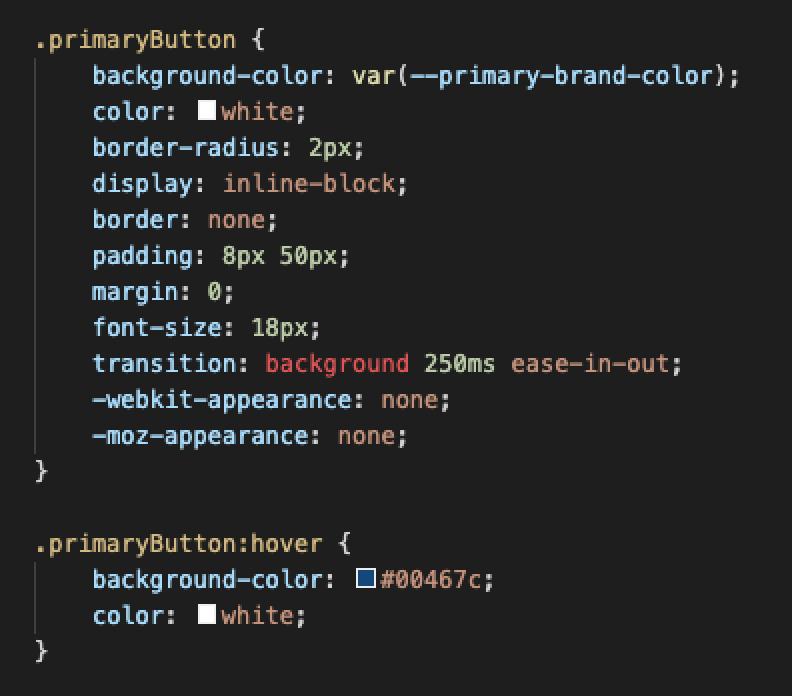 .primaryButton {
    background-color: var(--primary-brand-color);
    color: white;
    border-radius: 2px;
    display: inline-block;
    border: none;
    padding: 8px 50px;
    margin: 0;
    font-size: 18px;
    transition: background 250ms ease-in-out;
    -webkit-appearance: none;
    -moz-appearance: none;
}

.primaryButton:hover {
    background-color: #00467c;
    color: white;
}